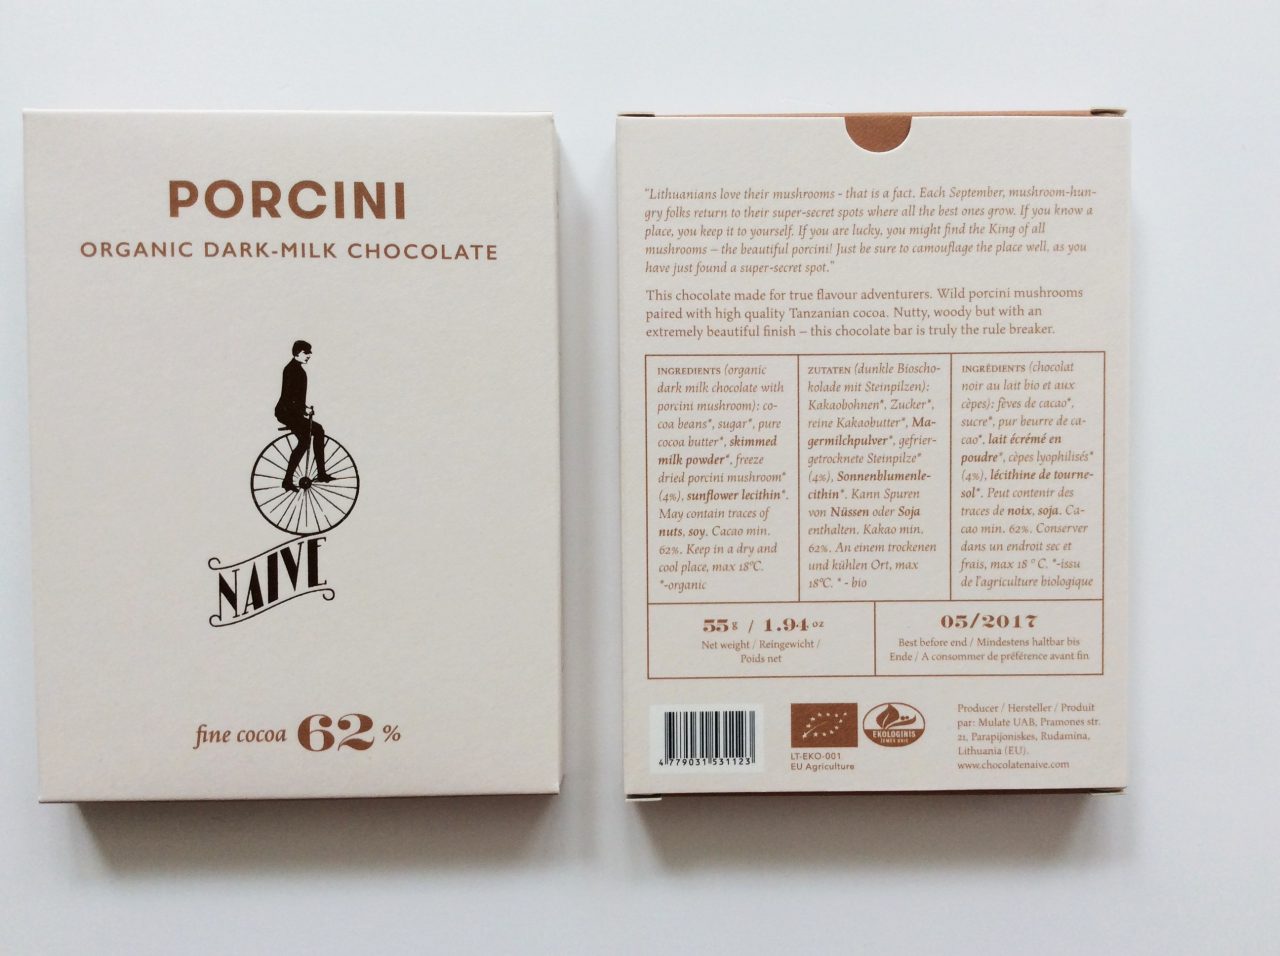 PORCINI
ORGANIC DARK-MILK CHOCOLATE
NAIVE
fine cocoa 62 %
"Lithuanians love their mushrooms - that is a fact. Each September, mushroom-hun-
gry folks return to their super-secret spots where all the best ones grow. If you know a
place, you keep it to yourself. If you are lucky, you might find the King of all
mushrooms – the beautiful porcini! Just be sure to camouflage the place well, as you
have just found a super-secret spot."
This chocolate made for true flavour adventurers. Wild porcini mushrooms
paired with high quality Tanzanian cocoa. Nutty, woody but with an
extremely beautiful finish – this chocolate bar is truly the rule breaker.
INGREDIENTS (organic
dark milk chocolate with
porcini mushroom): co-
coa beans*, sugar*, pure
cocoa butter*, skimmed
milk powder*, freeze
dried porcini mushroom*
(4%), sunflower lecithin*.
May contain traces of
nuts, soy. Cacao min.
62%. Keep in a dry and
cool place, max 18°C.
*-organic
ZUTATEN (dunkle Bioscho-
kolade mit Steinpilzen):
Kakaobohnen*, Zucker*,
reine Kakaobutter*, Ma-
germilchpulver*, gefrier-
getrocknete Steinpilze*
(4%), Sonnenblumenle-
cithin*. Kann Spuren
von Nüssen oder Soja
enthalten. Kakao min.
62%. An einem trockenen
und kühlen Ort, max
18°C. * - bio
INGRÉDIENTS (chocolat
noir au lait bio et aux
cèpes): fèves de cacao*,
sucre*, pur beurre de ca-
cao*, lait écrémé en
poudre*, cèpes lyophilisés*
(4%), lécithine de tourne-
sol*. Peut contenir des
traces de noix, soja. Ca-
cao min. 62%. Conserver
dans un endroit sec et
frais, max 18 ° C. *-issu
de l'agriculture biologique
55 g / 1.94 oz
Net weight / Reingewicht /
Poids net
05/2017
Best before end / Mindestens haltbar bis
Ende / A consommer de préférence avant fin
4 779031 531123
LT-EKO-001
EU Agriculture
EKOLOGINIS
ŽEMĖS ŪKIS
Producer / Hersteller / Produit
par: Mulate UAB, Pramones str.
21, Parapijoniskes, Rudamina,
Lithuania (EU).
www.chocolatenaive.com